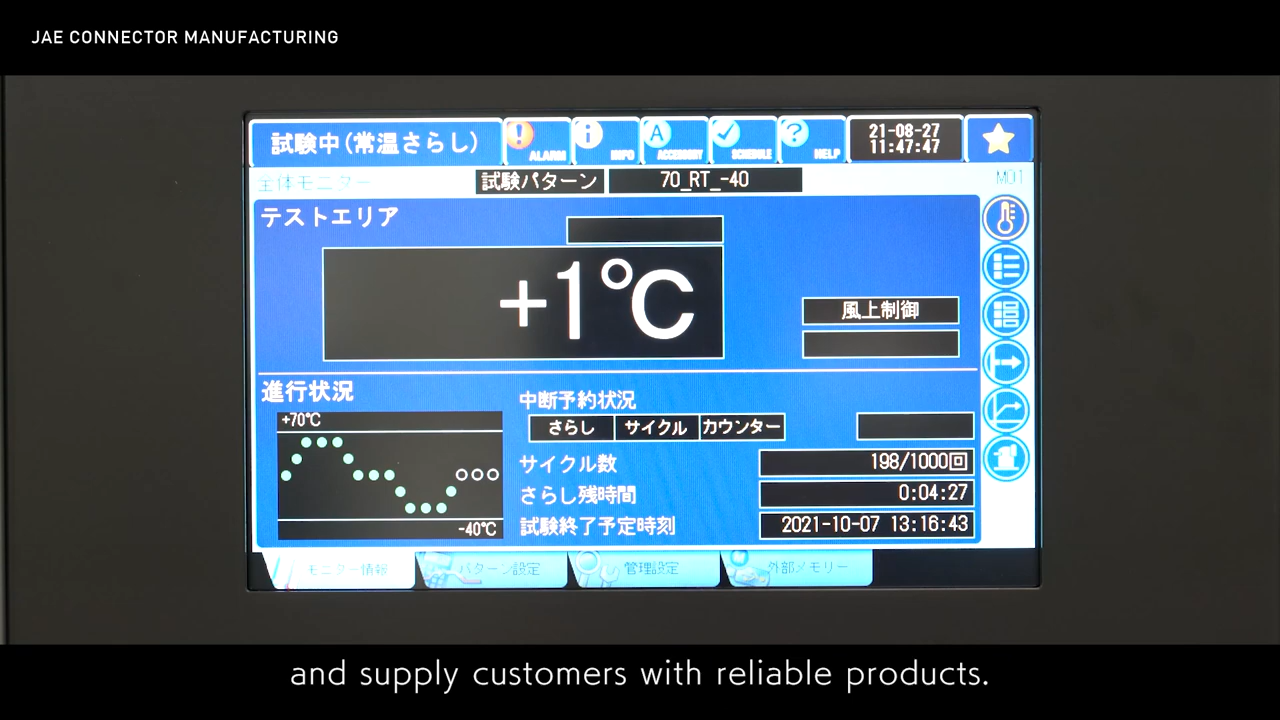 JAE CONNECTOR MANUFACTURING
試験中(常温さらし)
ALARM
INFO
ACCESSORY
SCHEDULE
HELP
21-08-27
11:47:47
全体モニター
試験パターン
70_RT_-40
M01
テストエリア
+1℃
風上制御
進行状況
+70℃
-40℃
中断予約状況
さらし サイクル カウンター
サイクル数 198/1000回
さらし残時間 0:04:27
試験終了予定時刻 2021-10-07 13:16:43
モニター情報
パターン設定
管理設定
外部メモリー
and supply customers with reliable products.